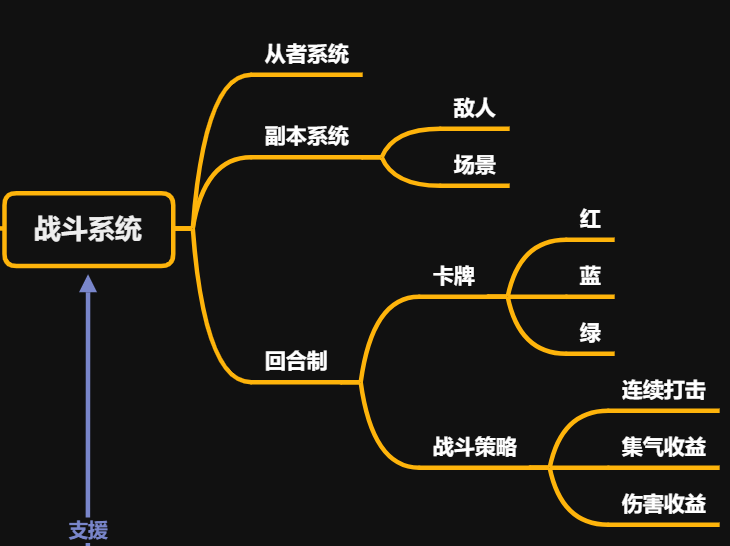 从者系统
敌人
副本系统
场景
战斗系统
红
卡牌
蓝
绿
回合制
连续打击
战斗策略
集气收益
伤害收益
支援